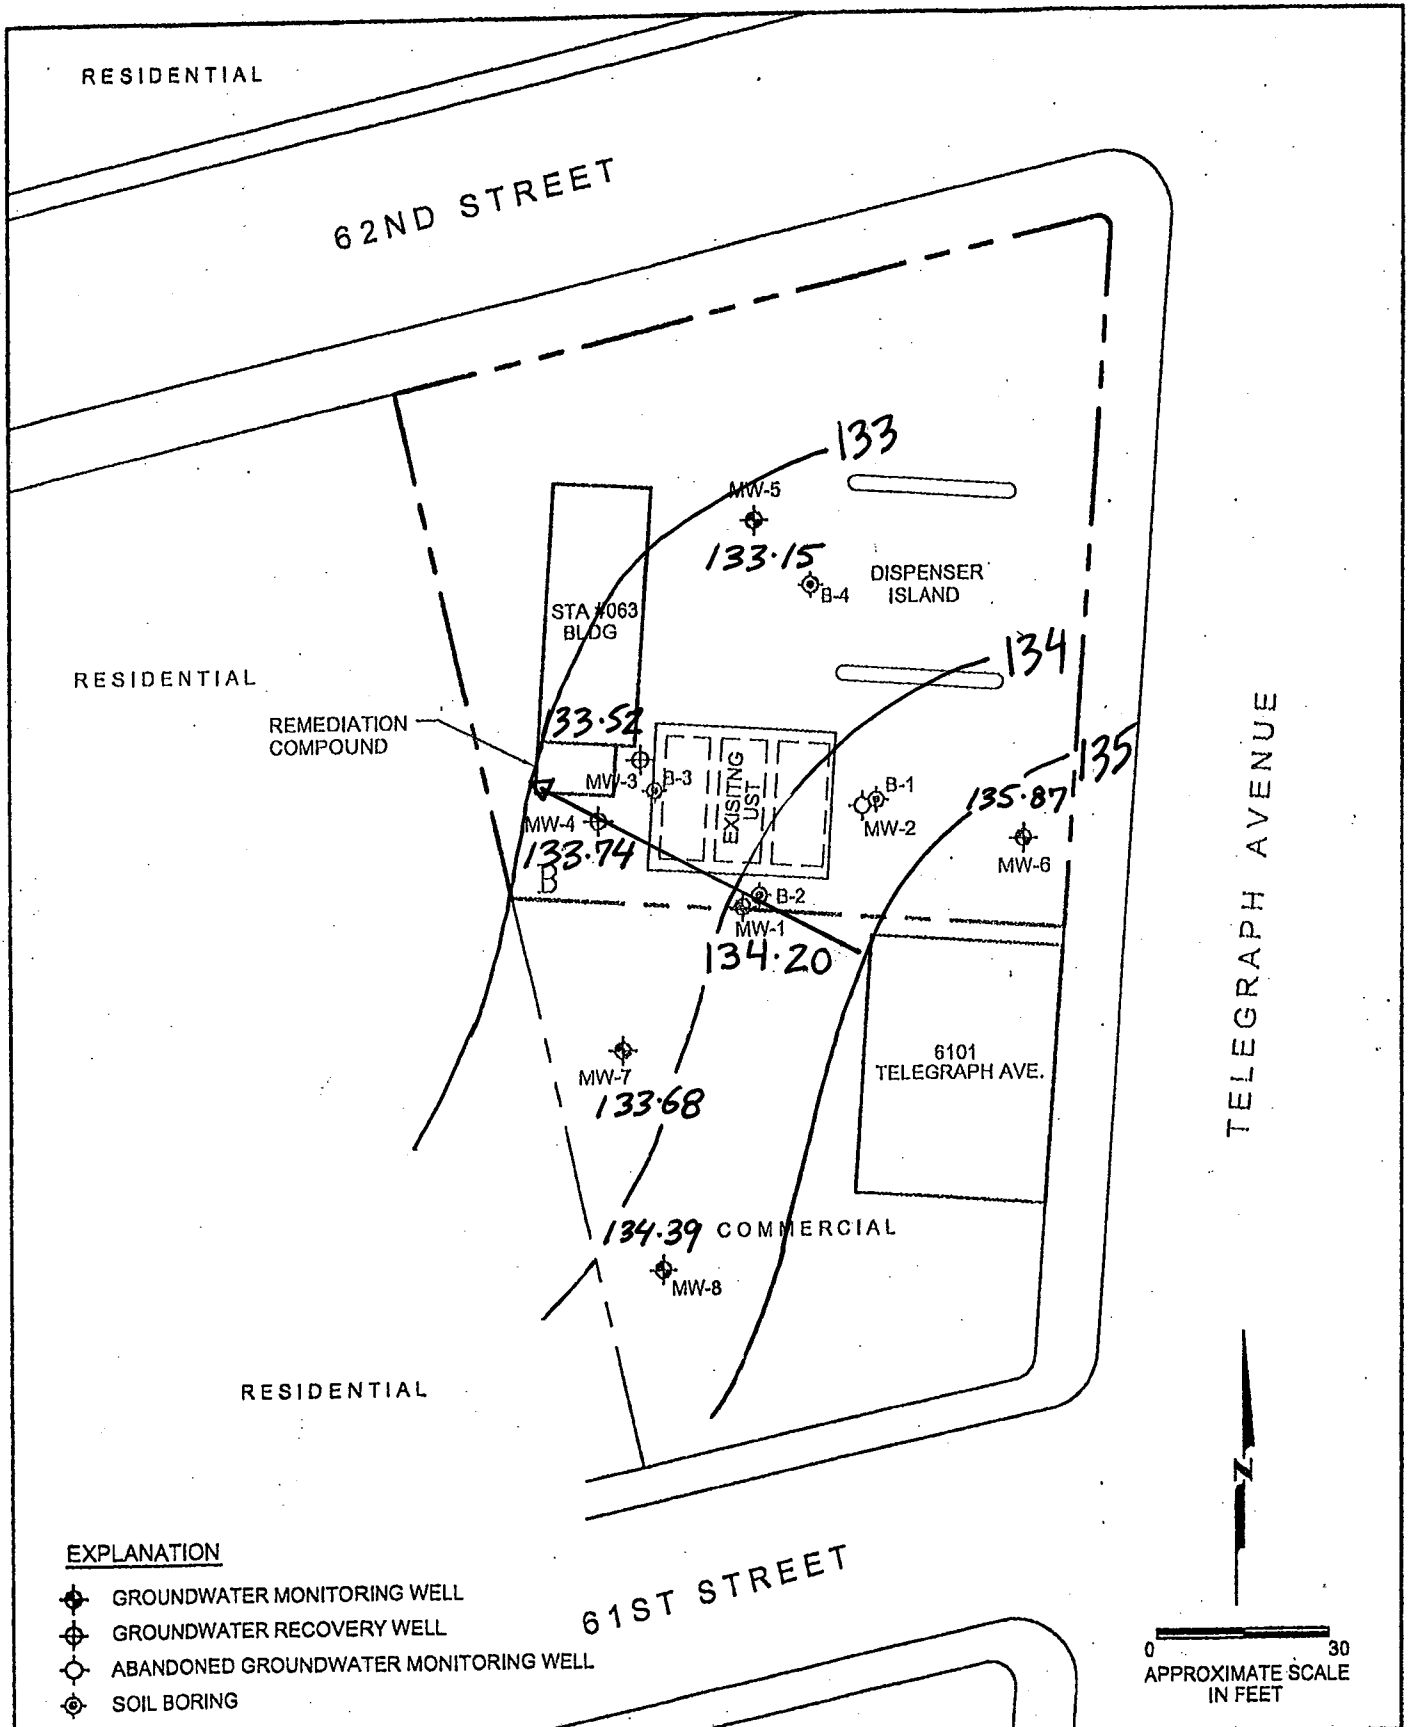 RESIDENTIAL
62ND STREET
133
MW-5
133.15
B-4
DISPENSER
ISLAND
STA #063
BLDG
134
RESIDENTIAL
REMEDIATION
COMPOUND
133.52
MW-3
B-3
EXISITNG
UST
B-1
MW-2
135
135.87
MW-6
MW-4
133.74
B
B-2
MW-1
134.20
TELEGRAPH AVENUE
6101
TELEGRAPH AVE.
MW-7
133.68
134.39
COMMERCIAL
MW-8
RESIDENTIAL
N
EXPLANATION
GROUNDWATER MONITORING WELL
GROUNDWATER RECOVERY WELL
ABANDONED GROUNDWATER MONITORING WELL
SOIL BORING
61ST STREET
0 30
APPROXIMATE SCALE
IN FEET